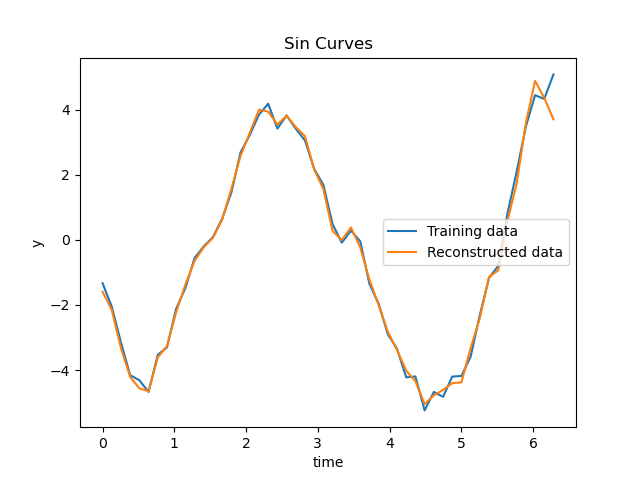 Sin Curves
4
2
0
−2
−4
y
Training data
Reconstructed data
0 1 2 3 4 5 6
time